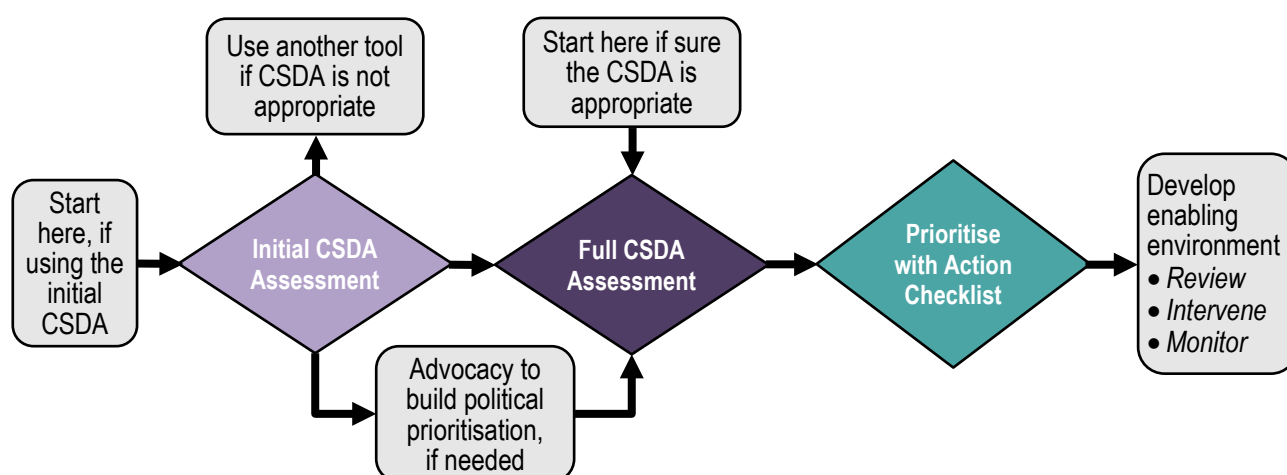 Use another tool
if CSDA is not
appropriate
Start here if sure
the CSDA is
appropriate
Start
here, if
using the
initial
CSDA
Initial CSDA
Assessment
Full CSDA
Assessment
Prioritise
with Action
Checklist
Develop
enabling
environment
• Review
• Intervene
• Monitor
Advocacy to
build political
prioritisation,
if needed